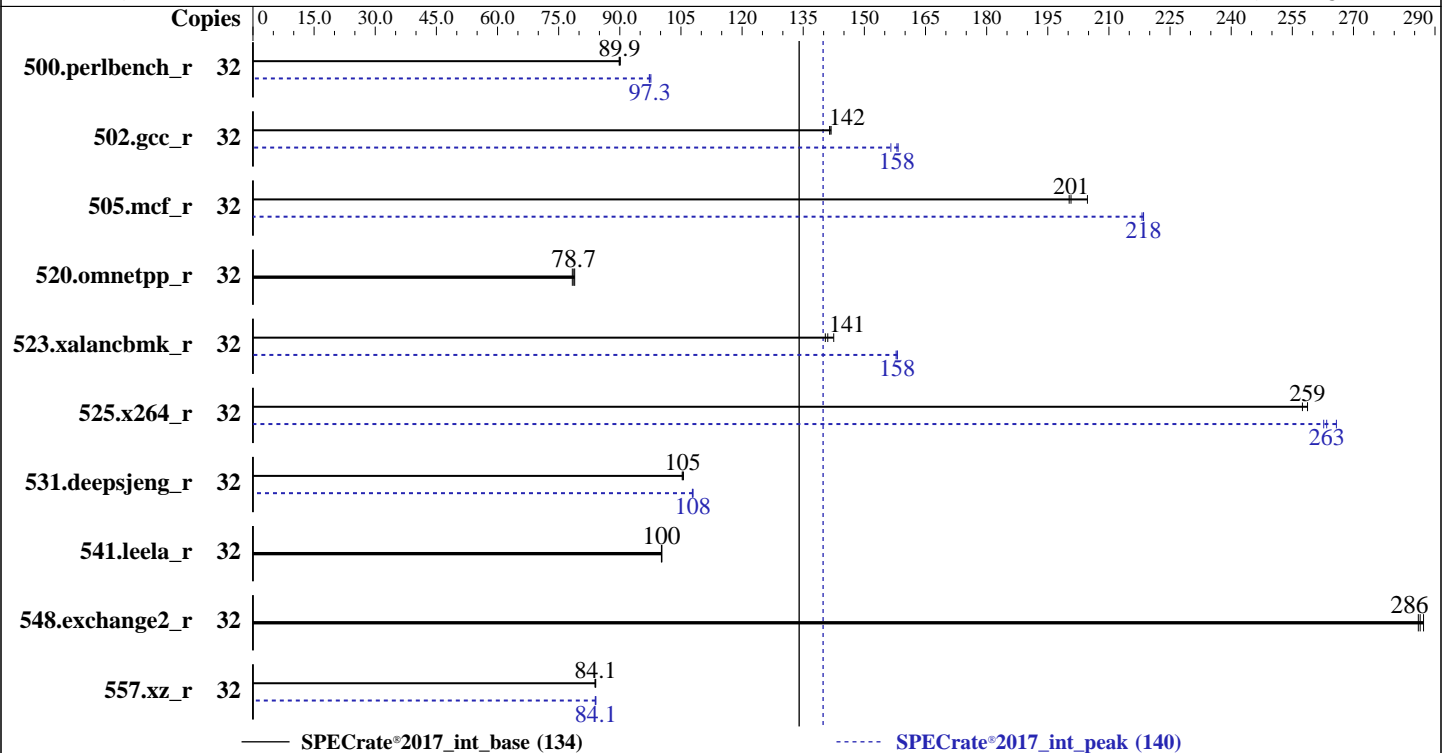 Copies 0 15.0 30.0 45.0 60.0 75.0 90.0 105 120 135 150 165 180 195 210 225 240 255 270 290
500.perlbench_r 32 89.9
97.3
502.gcc_r 32 142
158
505.mcf_r 32 201
218
520.omnetpp_r 32 78.7
523.xalancbmk_r 32 141
158
525.x264_r 32 259
263
531.deepsjeng_r 32 105
108
541.leela_r 32 100
548.exchange2_r 32 286
557.xz_r 32 84.1
84.1
SPECrate®2017_int_base (134) SPECrate®2017_int_peak (140)